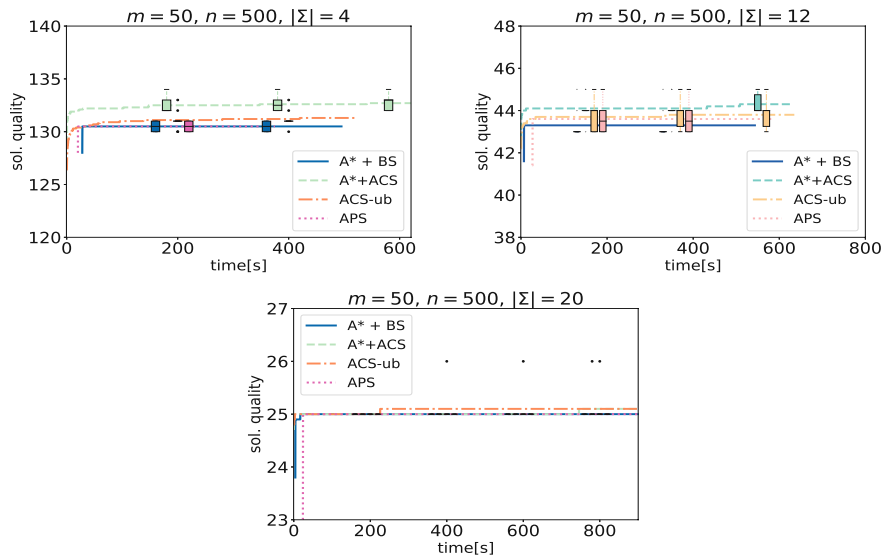 m = 50, n = 500, |Σ| = 4
140
135
130
125
120
sol. quality
0
200
400
600
time[s]
A* + BS
A*+ACS
ACS-ub
APS
m = 50, n = 500, |Σ| = 12
48
46
44
42
40
38
sol. quality
0
200
400
600
800
time[s]
A* + BS
A*+ACS
ACS-ub
APS
m = 50, n = 500, |Σ| = 20
27
26
25
24
23
sol. quality
0
200
400
600
800
time[s]
A* + BS
A*+ACS
ACS-ub
APS